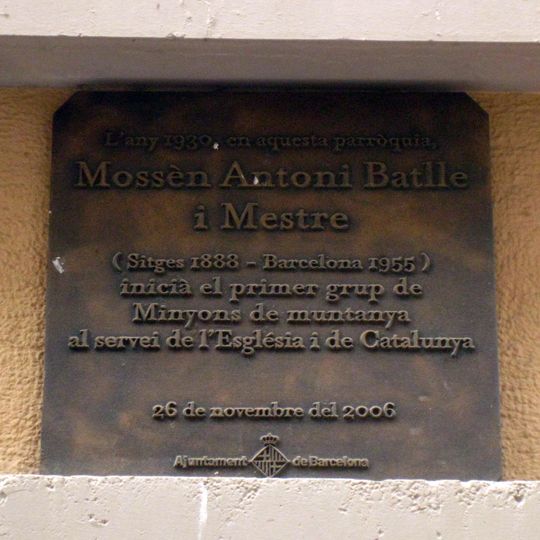 L'any 1930, en aquesta parròquia,
Mossèn Antoni Batlle
i Mestre
( Sitges 1888 - Barcelona 1955 )
inicià el primer grup de
Minyons de muntanya
al servei de l'Església i de Catalunya
26 de novembre del 2006
Ajuntament de Barcelona